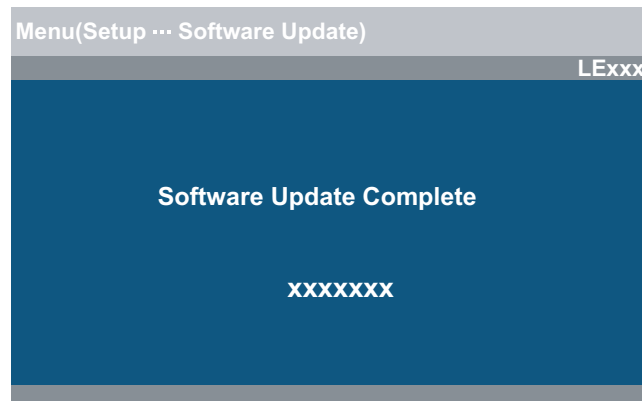 Menu(Setup ··· Software Update)
LExxx
Software Update Complete
xxxxxxx